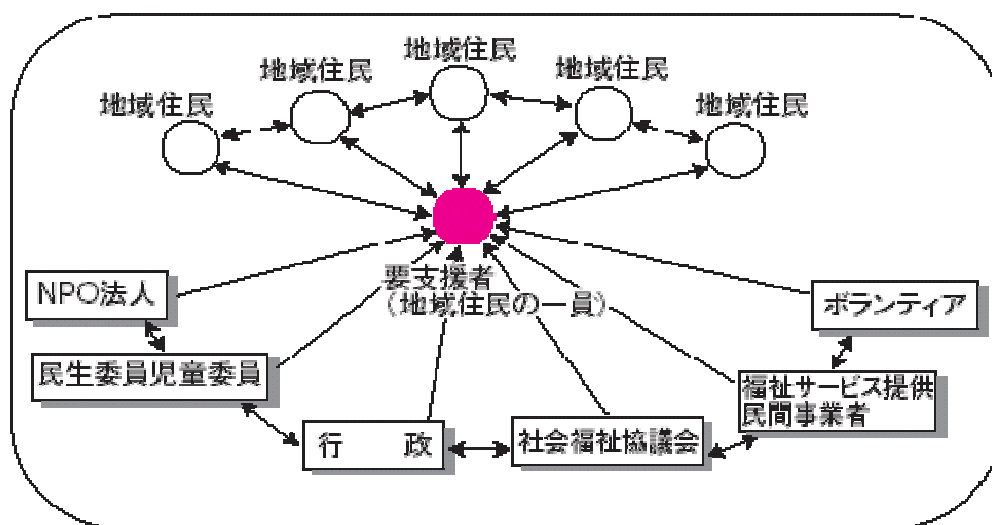 地域住民
地域住民
地域住民
地域住民
地域住民
要支援者
（地域住民の一員）
NPO法人
ボランティア
民生委員児童委員
福祉サービス提供
民間事業者
行　　政
社会福祉協議会